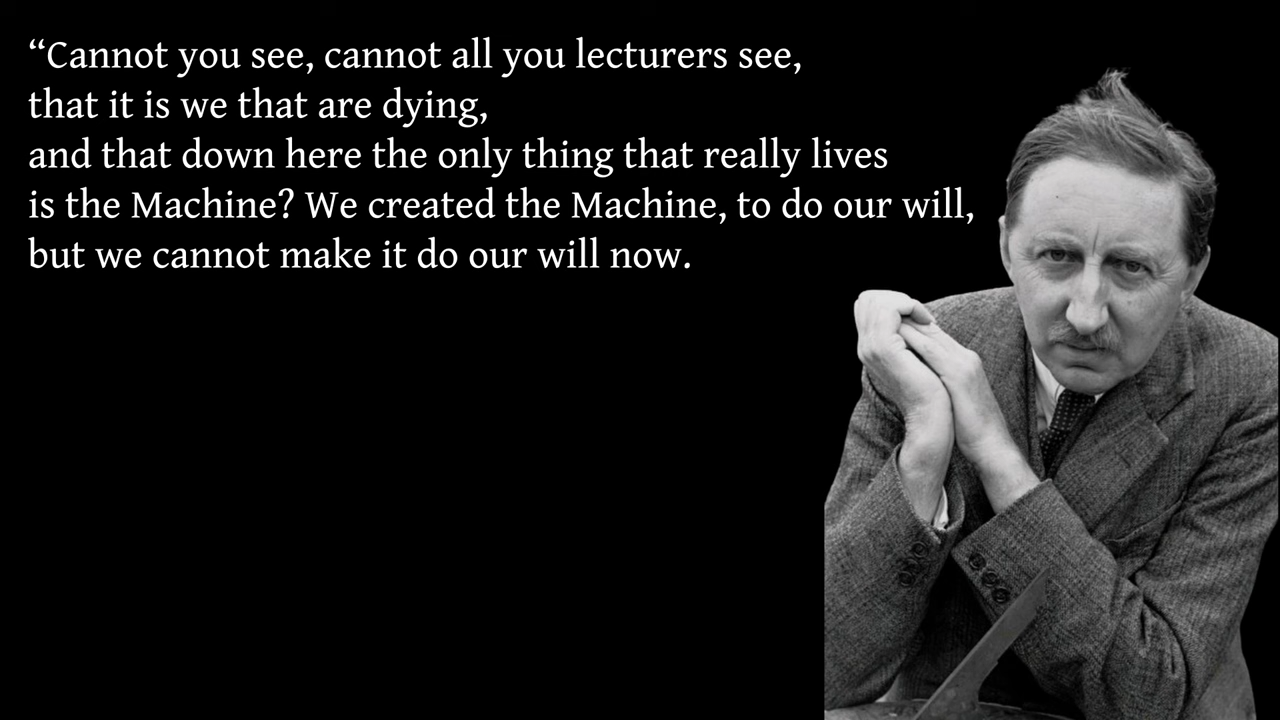 “Cannot you see, cannot all you lecturers see,
that it is we that are dying,
and that down here the only thing that really lives
is the Machine? We created the Machine, to do our will,
but we cannot make it do our will now.